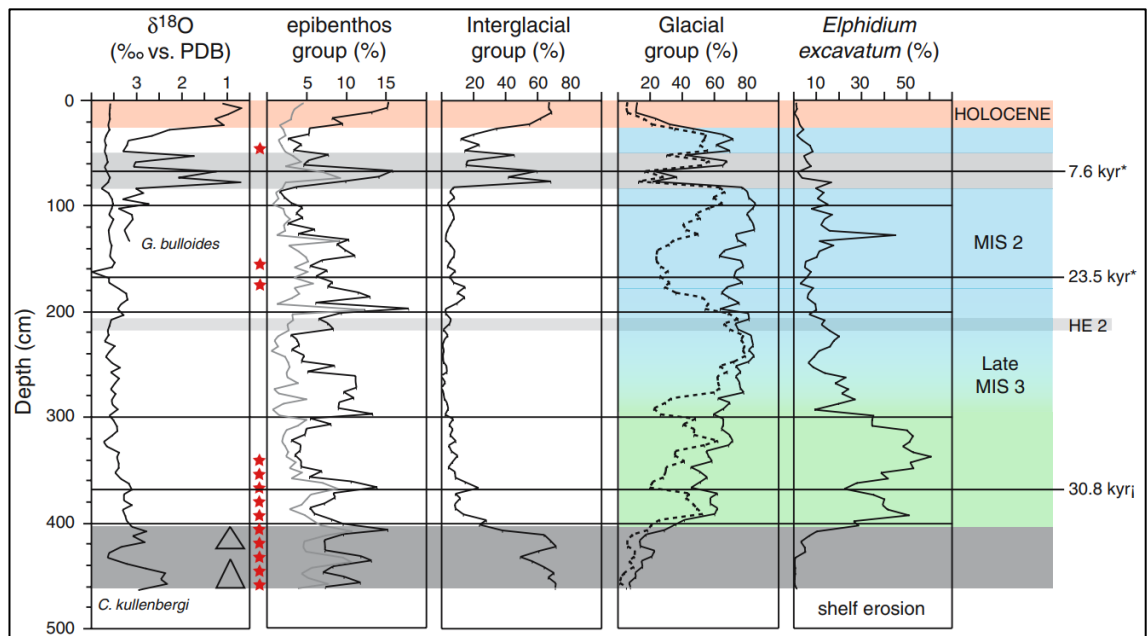 δ18O epibenthos Interglacial Glacial Elphidium
(‰ vs. PDB) group (%) group (%) group (%) excavatum (%)
3 2 1 5 10 15 20 40 60 80 20 40 60 80 10 30 50
0
100
200
300
400
500
Depth (cm)
G. bulloides
C. kullenbergi
HOLOCENE
7.6 kyr*
MIS 2
23.5 kyr*
HE 2
Late
MIS 3
30.8 kyr¡
shelf erosion